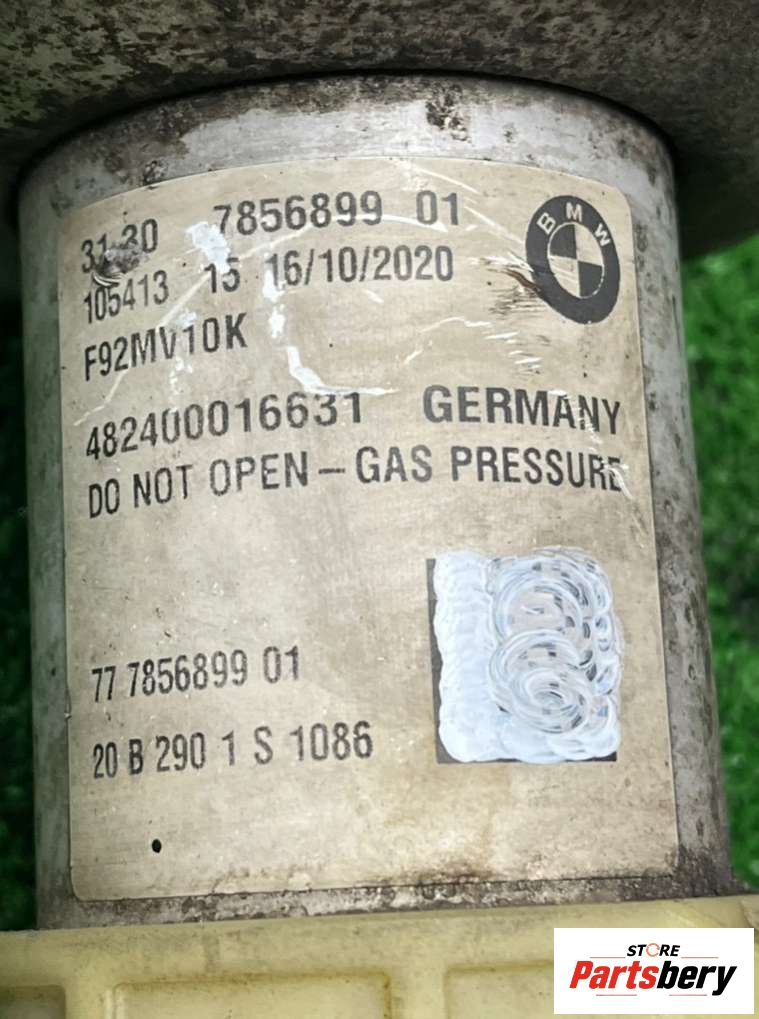 31.30 7856899 01
BMW
105413 15 16/10/2020
F92MV10K
482400016631 GERMANY
DO NOT OPEN – GAS PRESSURE
77 7856899 01
20 B 290 1 S 1086
STORE
Partsbery